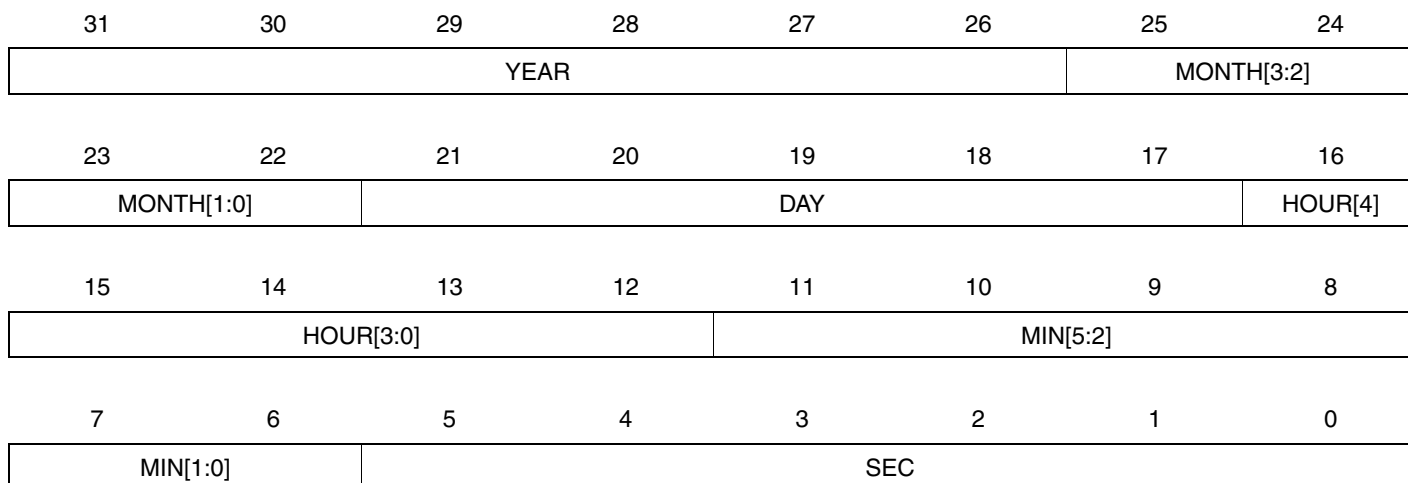 31 30 29 28 27 26 25 24
YEAR MONTH[3:2]
23 22 21 20 19 18 17 16
MONTH[1:0] DAY HOUR[4]
15 14 13 12 11 10 9 8
HOUR[3:0] MIN[5:2]
7 6 5 4 3 2 1 0
MIN[1:0] SEC